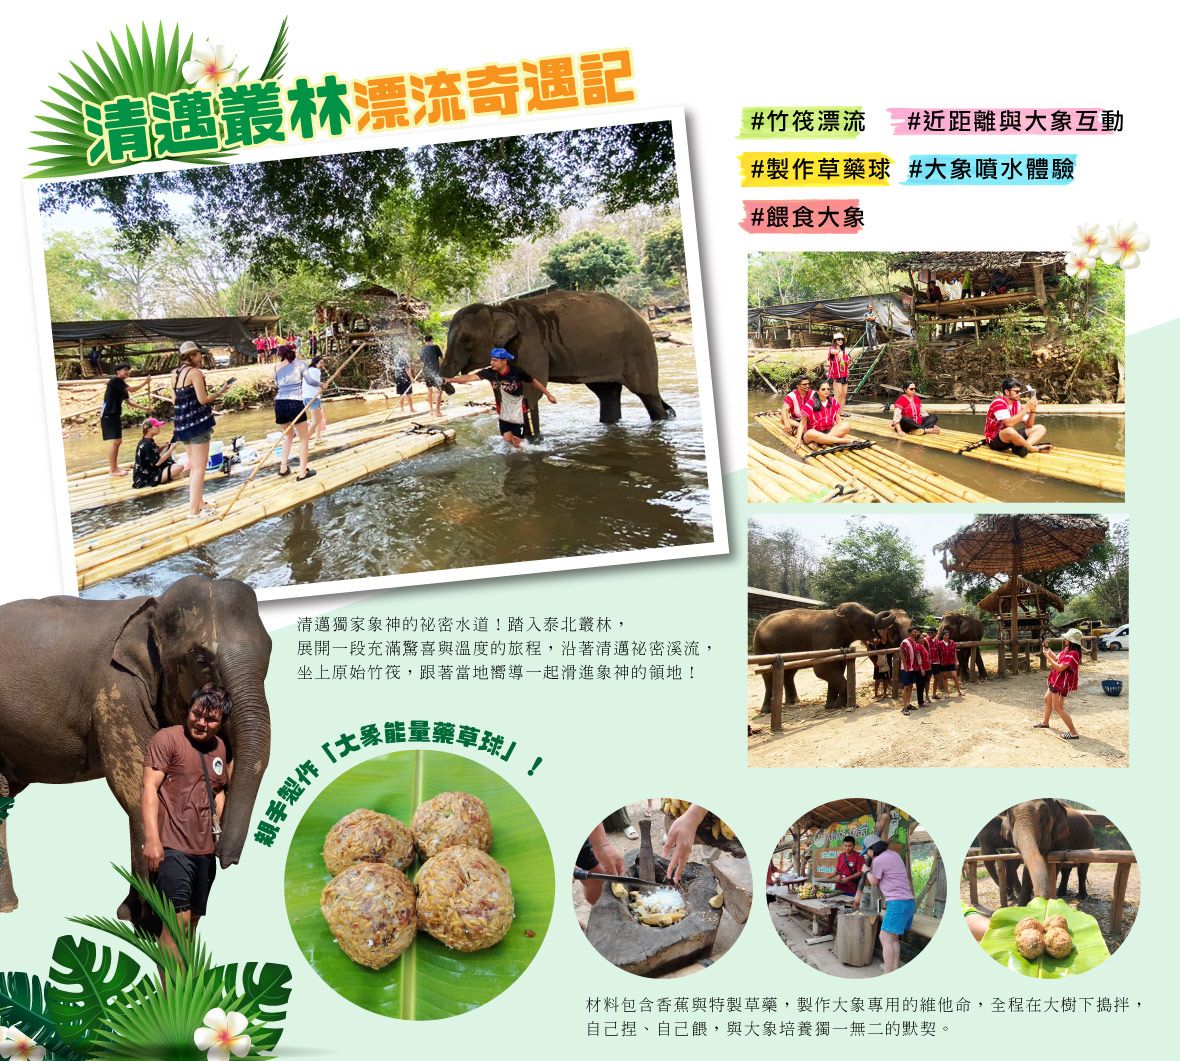 清邁叢林漂流奇遇記
#竹筏漂流 #近距離與大象互動
#製作草藥球 #大象噴水體驗
#餵食大象
清邁獨家象神的祕密水道！踏入泰北叢林，
展開一段充滿驚喜與溫度的旅程，沿著清邁祕密溪流，
坐上原始竹筏，跟著當地嚮導一起滑進象神的領地！
親手製作「大象能量藥草球」！
材料包含香蕉與特製草藥，製作大象專用的維他命，全程在大樹下搗拌，
自己捏、自己餵，與大象培養獨一無二的默契。